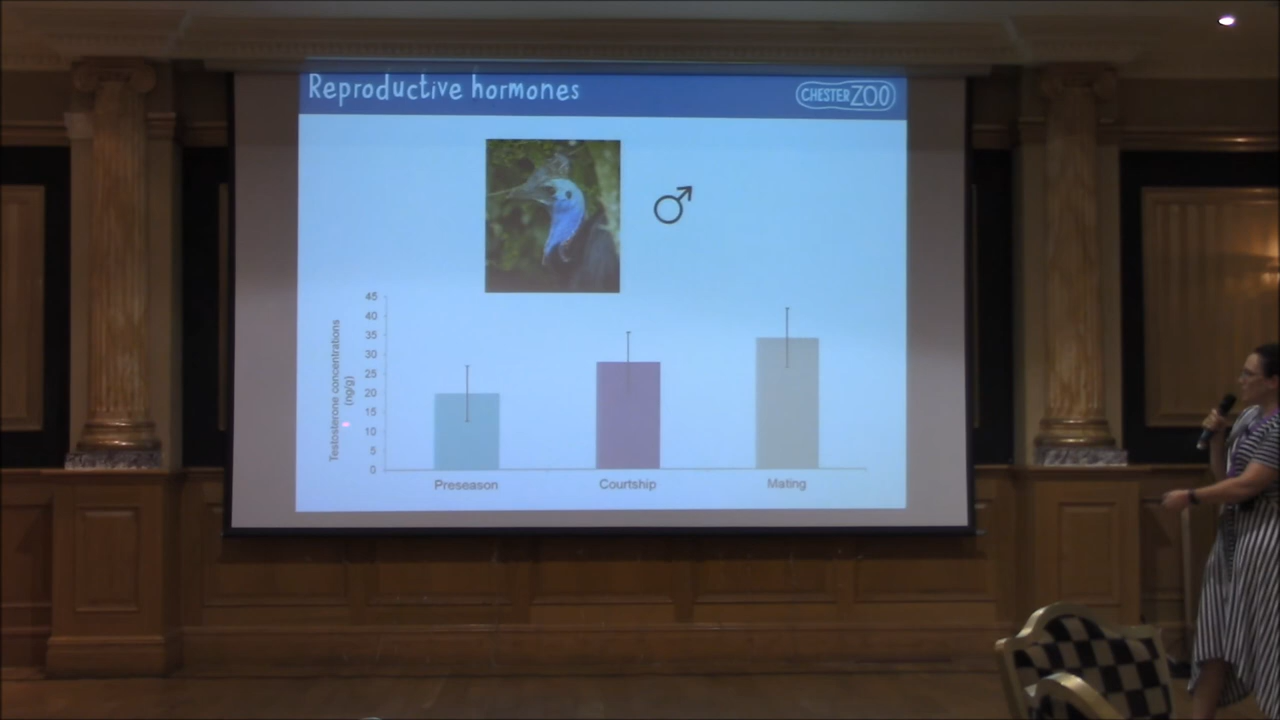 Reproductive hormones
CHESTER ZOO
♂
45
40
35
30
25
20
15
10
5
0
Testosterone concentrations
(ng/g)
Preseason
Courtship
Mating